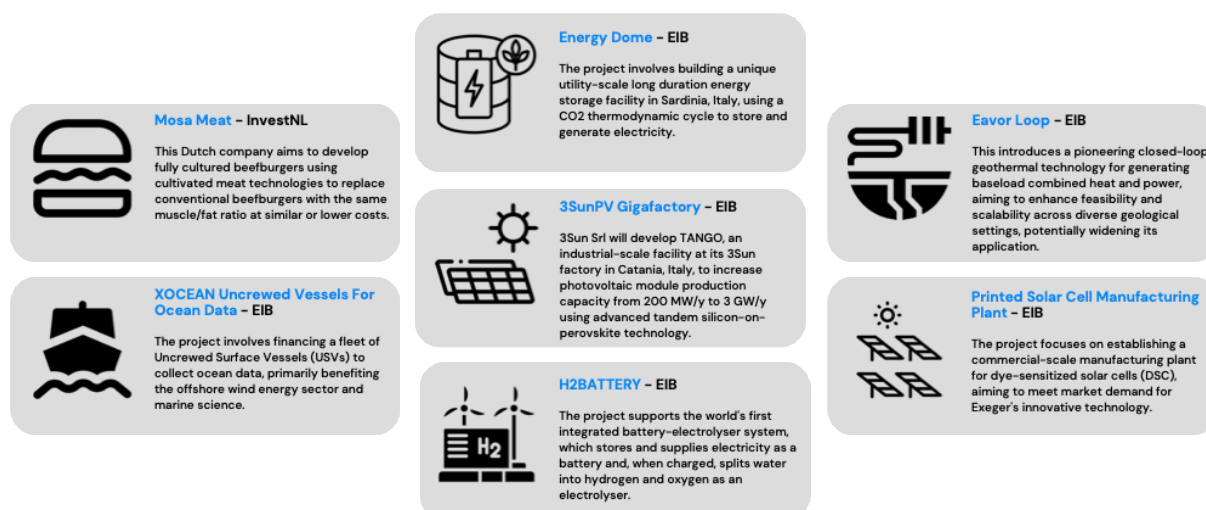 Mosa Meat - InvestNL
This Dutch company aims to develop
fully cultured beefburgers using
cultivated meat technologies to replace
conventional beefburgers with the same
muscle/fat ratio at similar or lower costs.
XOCEAN Uncrewed Vessels For
Ocean Data - EIB
The project involves financing a fleet of
Uncrewed Surface Vessels (USVs) to
collect ocean data, primarily benefiting
the offshore wind energy sector and
marine science.
Energy Dome - EIB
The project involves building a unique
utility-scale long duration energy
storage facility in Sardinia, Italy, using a
CO2 thermodynamic cycle to store and
generate electricity.
3SunPV Gigafactory - EIB
3Sun Srl will develop TANGO, an
industrial-scale facility at its 3Sun
factory in Catania, Italy, to increase
photovoltaic module production
capacity from 200 MW/y to 3 GW/y
using advanced tandem silicon-on-
perovskite technology.
H2BATTERY - EIB
H2
The project supports the world's first
integrated battery-electrolyser system,
which stores and supplies electricity as a
battery and, when charged, splits water
into hydrogen and oxygen as an
electrolyser.
Eavor Loop - EIB
This introduces a pioneering closed-loop
geothermal technology for generating
baseload combined heat and power,
aiming to enhance feasibility and
scalability across diverse geological
settings, potentially widening its
application.
Printed Solar Cell Manufacturing
Plant - EIB
The project focuses on establishing a
commercial-scale manufacturing plant
for dye-sensitized solar cells (DSC),
aiming to meet market demand for
Exeger's innovative technology.